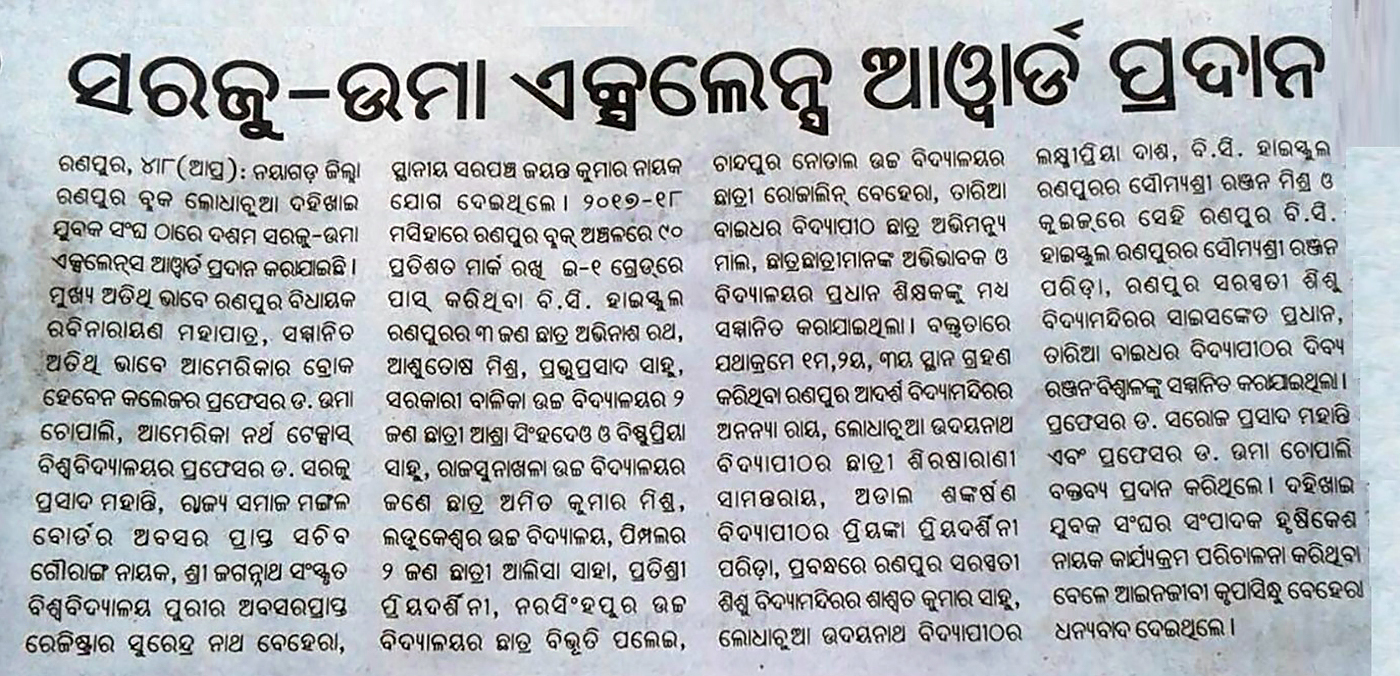 ସରଜୁ-ଉମା ଏକ୍ସଲେନ୍ସ ଆୱାର୍ଡ ପ୍ରଦାନ
ରଣପୁର, ୪।୮(ଆପ୍ର): ନୟାଗଡ଼ ଜିଲ୍ଲା
ରଣପୁର ବ୍ଲକ ଲୋଧାଚୁଆ ଦହିଖାଇ
ଯୁବକ ସଂଘ ଠାରେ ଦଶମ ସରଜୁ-ଉମା
ଏକ୍ସଲେନ୍‌ସ ଆୱାର୍ଡ ପ୍ରଦାନ କରାଯାଇଛି ।
ମୁଖ୍ୟ ଅତିଥି ଭାବେ ରଣପୁର ବିଧାୟକ
ରବିନାରାୟଣ ମହାପାତ୍ର, ସମ୍ମାନିତ
ଅତିଥି ଭାବେ ଆମେରିକାର ବ୍ରୋକ
ହେବେନ କଲେଜର ପ୍ରଫେସର ଡ. ଉମା
ଚୋପାଲି, ଆମେରିକା ନର୍ଥ ଟେକ୍ସାସ୍
ବିଶ୍ୱବିଦ୍ୟାଳୟର ପ୍ରଫେସର ଡ. ସରଜୁ
ପ୍ରସାଦ ମହାନ୍ତି, ରାଜ୍ୟ ସମାଜ ମଙ୍ଗଳ
ବୋର୍ଡର ଅବସର ପ୍ରାପ୍ତ ସଚିବ
ଗୌରାଙ୍ଗ ନାୟକ, ଶ୍ରୀ ଜଗନ୍ନାଥ ସଂସ୍କୃତ
ବିଶ୍ୱବିଦ୍ୟାଳୟ ପୁରୀର ଅବସରପ୍ରାପ୍ତ
ରେଜିଷ୍ଟ୍ରାର ସୁରେନ୍ଦ୍ର ନାଥ ବେହେରା,
ସ୍ଥାନୀୟ ସରପଞ୍ଚ ଜୟନ୍ତ କୁମାର ନାୟକ
ଯୋଗ ଦେଇଥିଲେ । ୨୦୧୭-୧୮
ମସିହାରେ ରଣପୁର ବ୍ଲକ୍ ଅଞ୍ଚଳରେ ୯୦
ପ୍ରତିଶତ ମାର୍କ ରଖି ଇ-୧ ଗ୍ରେଡ୍‌ରେ
ପାସ୍ କରିଥିବା ବି.ସି. ହାଇସ୍କୁଲ
ରଣପୁରର ୩ ଜଣ ଛାତ୍ର ଅଭିନାଶ ରଥ,
ଆଶୁତୋଷ ମିଶ୍ର, ପ୍ରଭୁପ୍ରସାଦ ସାହୁ,
ସରକାରୀ ବାଳିକା ଉଚ୍ଚ ବିଦ୍ୟାଳୟର ୨
ଜଣ ଛାତ୍ରୀ ଆଶ୍ରା ସିଂହଦେଓ ଓ ବିଷ୍ଣୁପ୍ରିୟା
ସାହୁ, ରାଜସୁନାଖଳା ଉଚ୍ଚ ବିଦ୍ୟାଳୟର
ଜଣେ ଛାତ୍ର ଅମିତ କୁମାର ମିଶ୍ର,
ଲଡୁକେଶ୍ୱର ଉଚ୍ଚ ବିଦ୍ୟାଳୟ, ପିମ୍ପଲର
୨ ଜଣ ଛାତ୍ରୀ ଆଲିସା ସାହା, ପ୍ରତିଶ୍ରୀ
ପ୍ରିୟଦର୍ଶିନୀ, ନରସିଂହପୁର ଉଚ୍ଚ
ବିଦ୍ୟାଳୟର ଛାତ୍ର ବିଭୂତି ପଲେଇ,
ଚାନ୍ଦପୁର ନୋଡାଲ ଉଚ୍ଚ ବିଦ୍ୟାଳୟର
ଛାତ୍ରୀ ରୋଜାଲିନ୍ ବେହେରା, ତାରିଆ
ବାଇଧର ବିଦ୍ୟାପୀଠ ଛାତ୍ର ଅଭିମନ୍ୟୁ
ମାଲ, ଛାତ୍ରଛାତ୍ରୀମାନଙ୍କ ଅଭିଭାବକ ଓ
ବିଦ୍ୟାଳୟର ପ୍ରଧାନ ଶିକ୍ଷକଙ୍କୁ ମଧ୍ୟ
ସମ୍ମାନିତ କରାଯାଇଥିଲା । ବକ୍ତୃତାରେ
ଯଥାକ୍ରମେ ୧ମ,୨ୟ, ୩ୟ ସ୍ଥାନ ଗ୍ରହଣ
କରିଥିବା ରଣପୁର ଆଦର୍ଶ ବିଦ୍ୟାମନ୍ଦିରର
ଅନନ୍ୟା ରାୟ, ଲୋଧାଚୁଆ ଉଦୟନାଥ
ବିଦ୍ୟାପୀଠର ଛାତ୍ରୀ ଶିରଷାରାଣୀ
ସାମନ୍ତରାୟ, ଅଡାଲ ଶଙ୍କର୍ଷଣ
ବିଦ୍ୟାପୀଠର ପ୍ରିୟଙ୍କା ପ୍ରିୟଦର୍ଶିନୀ
ପରିଡ଼ା, ପ୍ରବନ୍ଧରେ ରଣପୁର ସରସ୍ୱତୀ
ଶିଶୁ ବିଦ୍ୟାମନ୍ଦିରର ଶାଶ୍ୱତ କୁମାର ସାହୁ,
ଲୋଧାଚୁଆ ଉଦୟନାଥ ବିଦ୍ୟାପୀଠର
ଲକ୍ଷ୍ମୀପ୍ରିୟା ଦାଶ, ବି.ସି. ହାଇସ୍କୁଲ
ରଣପୁରର ସୌମ୍ୟଶ୍ରୀ ରଞ୍ଜନ ମିଶ୍ର ଓ
କୁଇଜ୍‌ରେ ସେହି ରଣପୁର ବି.ସି.
ହାଇସ୍କୁଲ ରଣପୁରର ସୌମ୍ୟଶ୍ରୀ ରଞ୍ଜନ
ପରିଡ଼ା, ରଣପୁର ସରସ୍ୱତୀ ଶିଶୁ
ବିଦ୍ୟାମନ୍ଦିରର ସାଇସଙ୍କେତ ପ୍ରଧାନ,
ତାରିଆ ବାଇଧର ବିଦ୍ୟାପୀଠର ଦିବ୍ୟ
ରଞ୍ଜନ ବିଶ୍ୱାଳଙ୍କୁ ସମ୍ମାନିତ କରାଯାଇଥିଲା ।
ପ୍ରଫେସର ଡ. ସରୋଜ ପ୍ରସାଦ ମହାନ୍ତି
ଏବଂ ପ୍ରଫେସର ଡ. ଉମା ଚୋପାଲି
ବକ୍ତବ୍ୟ ପ୍ରଦାନ କରିଥିଲେ । ଦହିଖାଇ
ଯୁବକ ସଂଘର ସଂପାଦକ ହୃଷିକେଶ
ନାୟକ କାର୍ଯ୍ୟକ୍ରମ ପରିଚାଳନା କରିଥିବା
ବେଳେ ଆଇନଜୀବୀ କୃପାସିନ୍ଧୁ ବେହେରା
ଧନ୍ୟବାଦ ଦେଇଥିଲେ ।